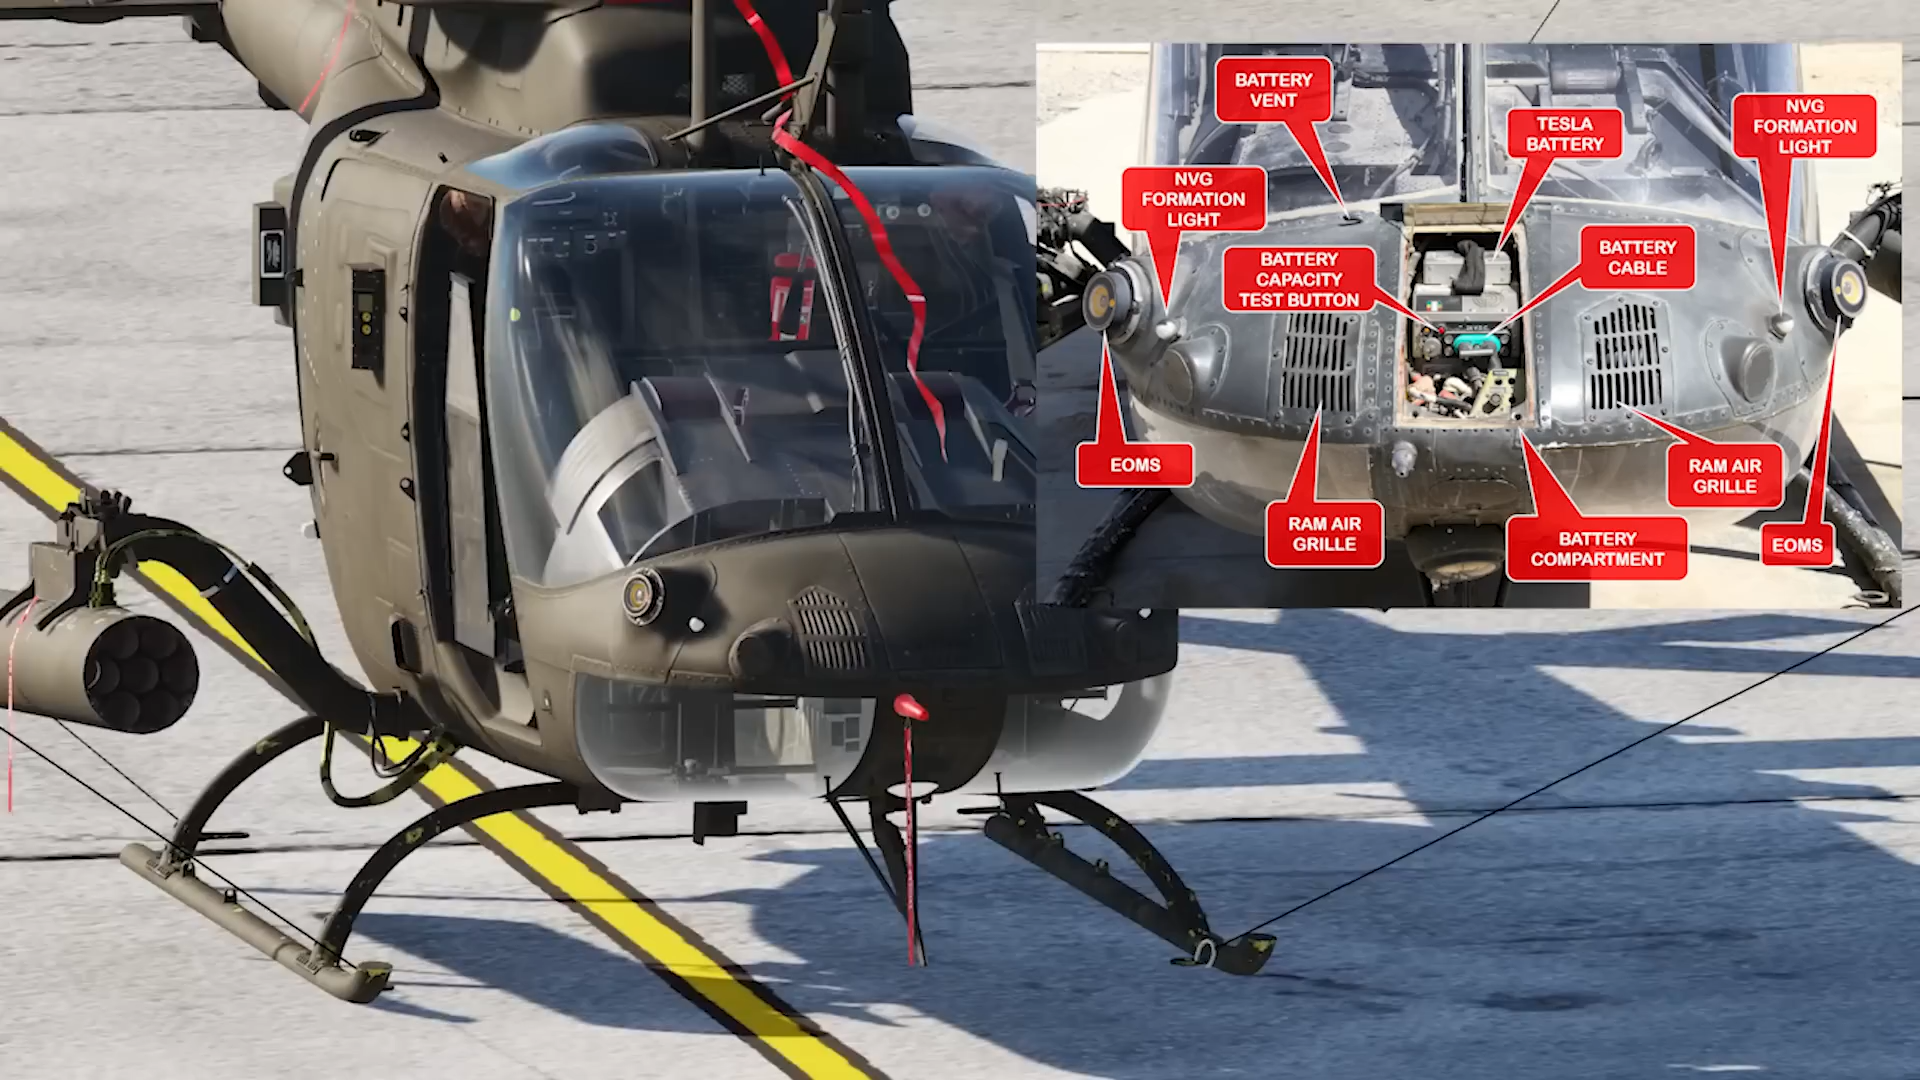 BATTERY
VENT
TESLA
BATTERY
NVG
FORMATION
LIGHT
NVG
FORMATION
LIGHT
BATTERY
CAPACITY
TEST BUTTON
BATTERY
CABLE
EOMS
RAM AIR
GRILLE
BATTERY
COMPARTMENT
RAM AIR
GRILLE
EOMS